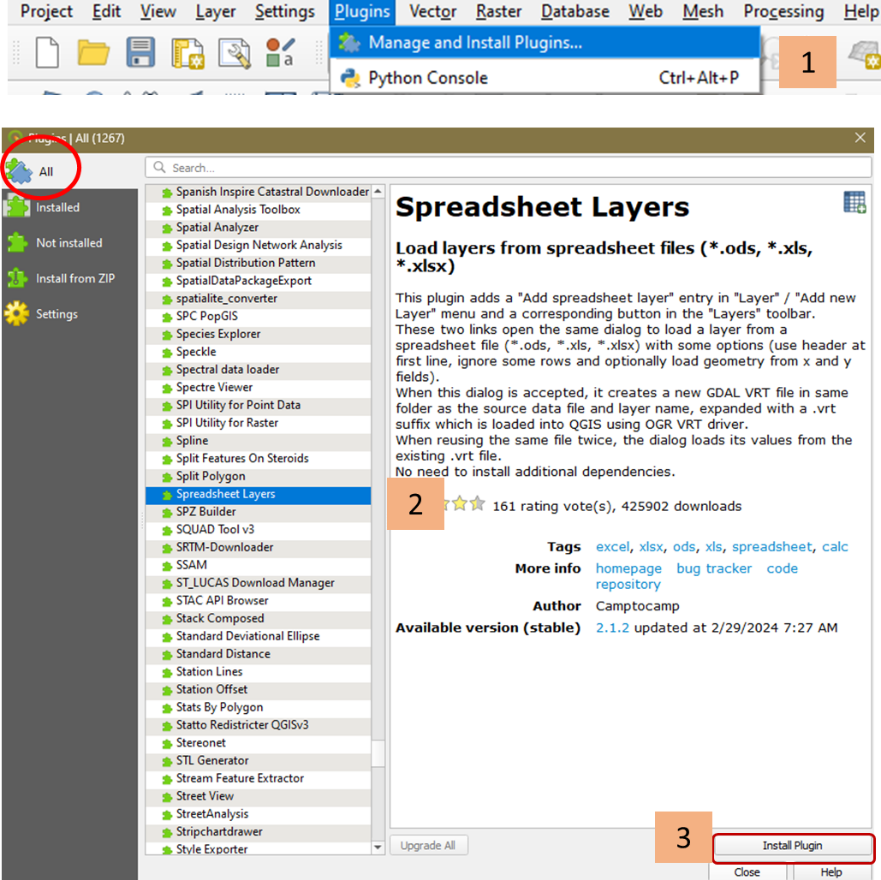 Project Edit View Layer Settings Plugins Vector Raster Database Web Mesh Processing Help
Manage and Install Plugins...
Python Console Ctrl+Alt+P
1
a
Plugins | All (1267)
All
Installed
Not installed
Install from ZIP
Settings
Search...
Spanish Inspire Catastral Downloader
Spatial Analysis Toolbox
Spatial Analyzer
Spatial Design Network Analysis
Spatial Distribution Pattern
SpatialDataPackageExport
spatialite_converter
SPC PopGIS
Species Explorer
Speckle
Spectral data loader
Spectre Viewer
SPI Utility for Point Data
SPI Utility for Raster
Spline
Split Features On Steroids
Split Polygon
Spreadsheet Layers
SPZ Builder
SQUAD Tool v3
SRTM-Downloader
SSAM
ST_LUCAS Download Manager
STAC API Browser
Stack Composed
Standard Deviational Ellipse
Standard Distance
Station Lines
Station Offset
Stats By Polygon
Statto Redistricter QGISv3
Stereonet
STL Generator
Stream Feature Extractor
Street View
StreetAnalysis
Stripchartdrawer
Style Exporter
Spreadsheet Layers
Load layers from spreadsheet files (*.ods, *.xls,
*.xlsx)
This plugin adds a "Add spreadsheet layer" entry in "Layer" / "Add new
Layer" menu and a corresponding button in the "Layers" toolbar.
These two links open the same dialog to load a layer from a
spreadsheet file (*.ods, *.xls, *.xlsx) with some options (use header at
first line, ignore some rows and optionally load geometry from x and y
fields).
When this dialog is accepted, it creates a new GDAL VRT file in same
folder as the source data file and layer name, expanded with a .vrt
suffix which is loaded into QGIS using OGR VRT driver.
When reusing the same file twice, the dialog loads its values from the
existing .vrt file.
No need to install additional dependencies.
2
161 rating vote(s), 425902 downloads
Tags excel, xlsx, ods, xls, spreadsheet, calc
More info homepage bug tracker code
repository
Author Camptocamp
Available version (stable) 2.1.2 updated at 2/29/2024 7:27 AM
3
Upgrade All
Install Plugin
Close
Help